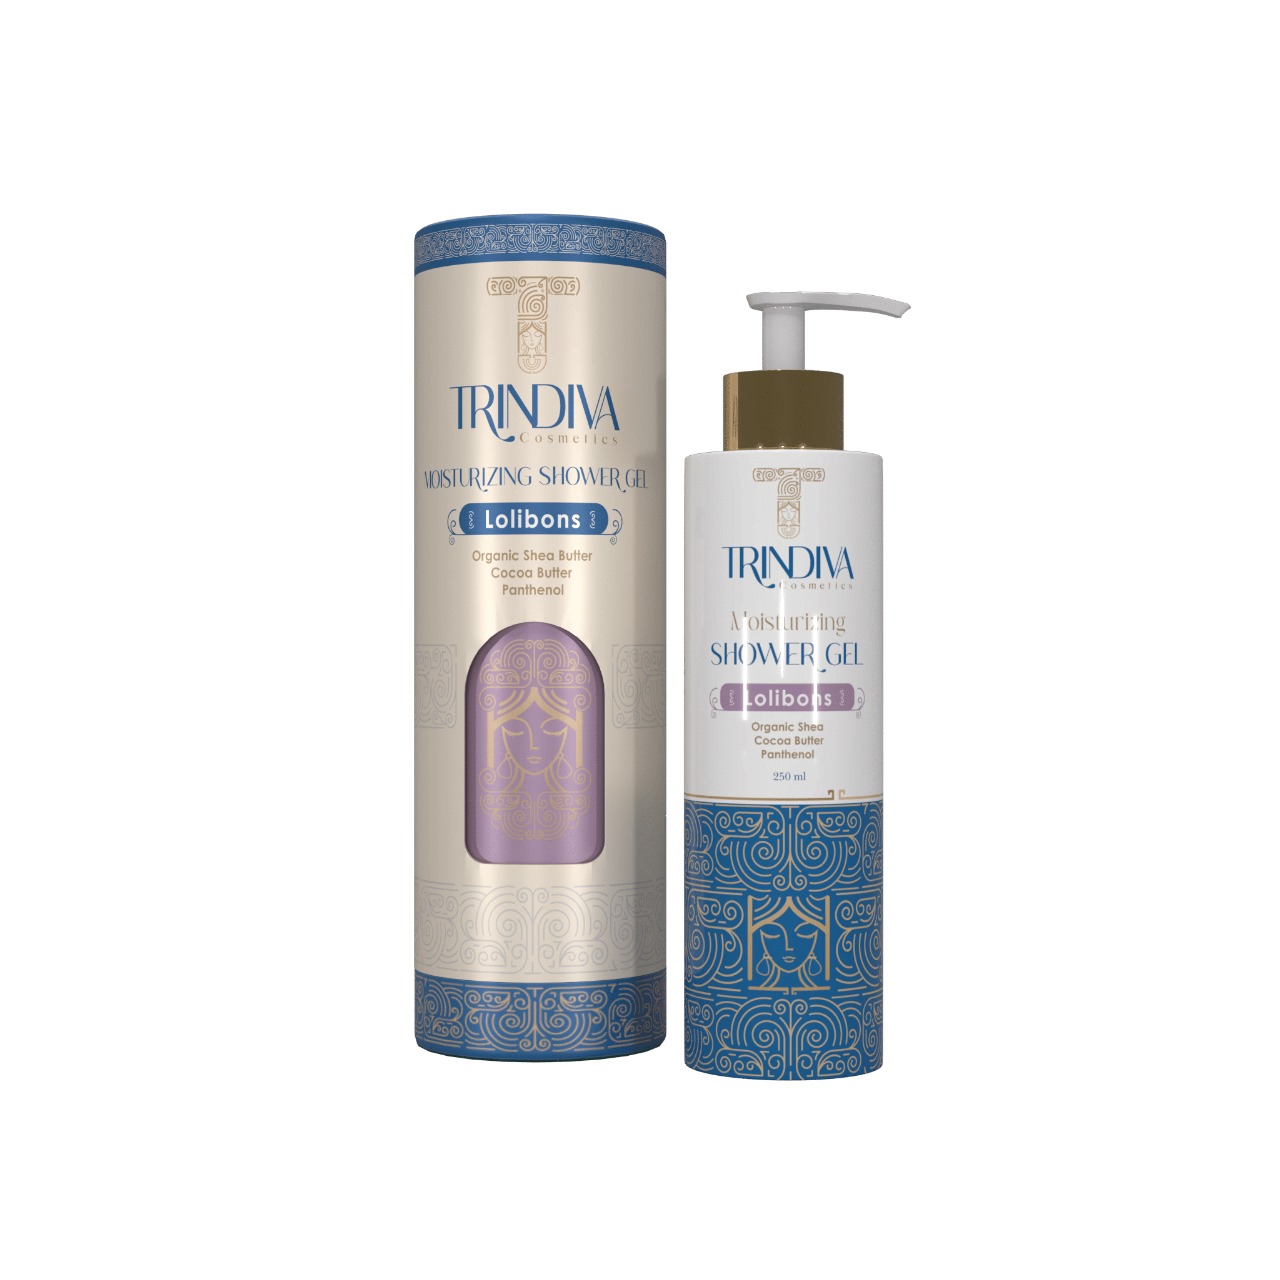 TRINDIVA
Cosmetics
MOISTURIZING SHOWER GEL
Lolibons
Organic Shea Butter
Cocoa Butter
Panthenol
TRINDIVA
Cosmetics
Moisturizing
SHOWER GEL
Lolibons
Organic Shea
Cocoa Butter
Panthenol
250 ml